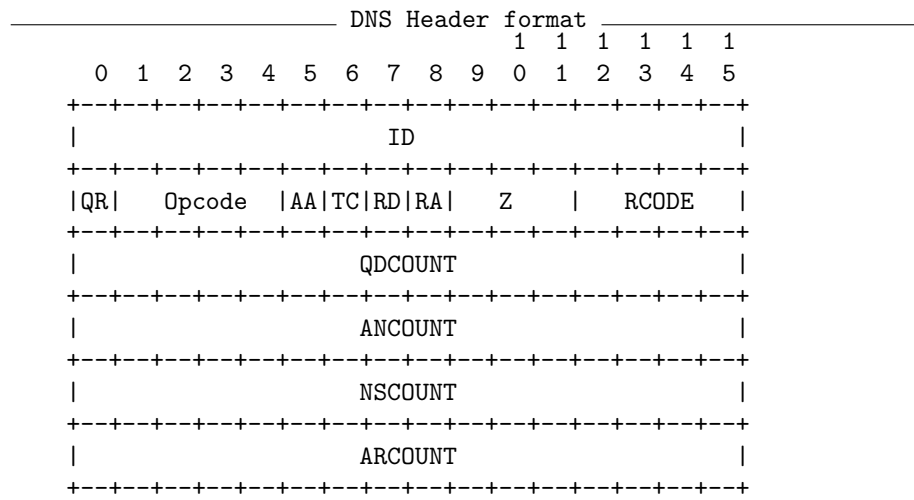 DNS Header format
                                1  1  1  1  1  1
  0  1  2  3  4  5  6  7  8  9  0  1  2  3  4  5
+--+--+--+--+--+--+--+--+--+--+--+--+--+--+--+--+
|                      ID                       |
+--+--+--+--+--+--+--+--+--+--+--+--+--+--+--+--+
|QR|   Opcode  |AA|TC|RD|RA|   Z    |   RCODE   |
+--+--+--+--+--+--+--+--+--+--+--+--+--+--+--+--+
|                    QDCOUNT                    |
+--+--+--+--+--+--+--+--+--+--+--+--+--+--+--+--+
|                    ANCOUNT                    |
+--+--+--+--+--+--+--+--+--+--+--+--+--+--+--+--+
|                    NSCOUNT                    |
+--+--+--+--+--+--+--+--+--+--+--+--+--+--+--+--+
|                    ARCOUNT                    |
+--+--+--+--+--+--+--+--+--+--+--+--+--+--+--+--+